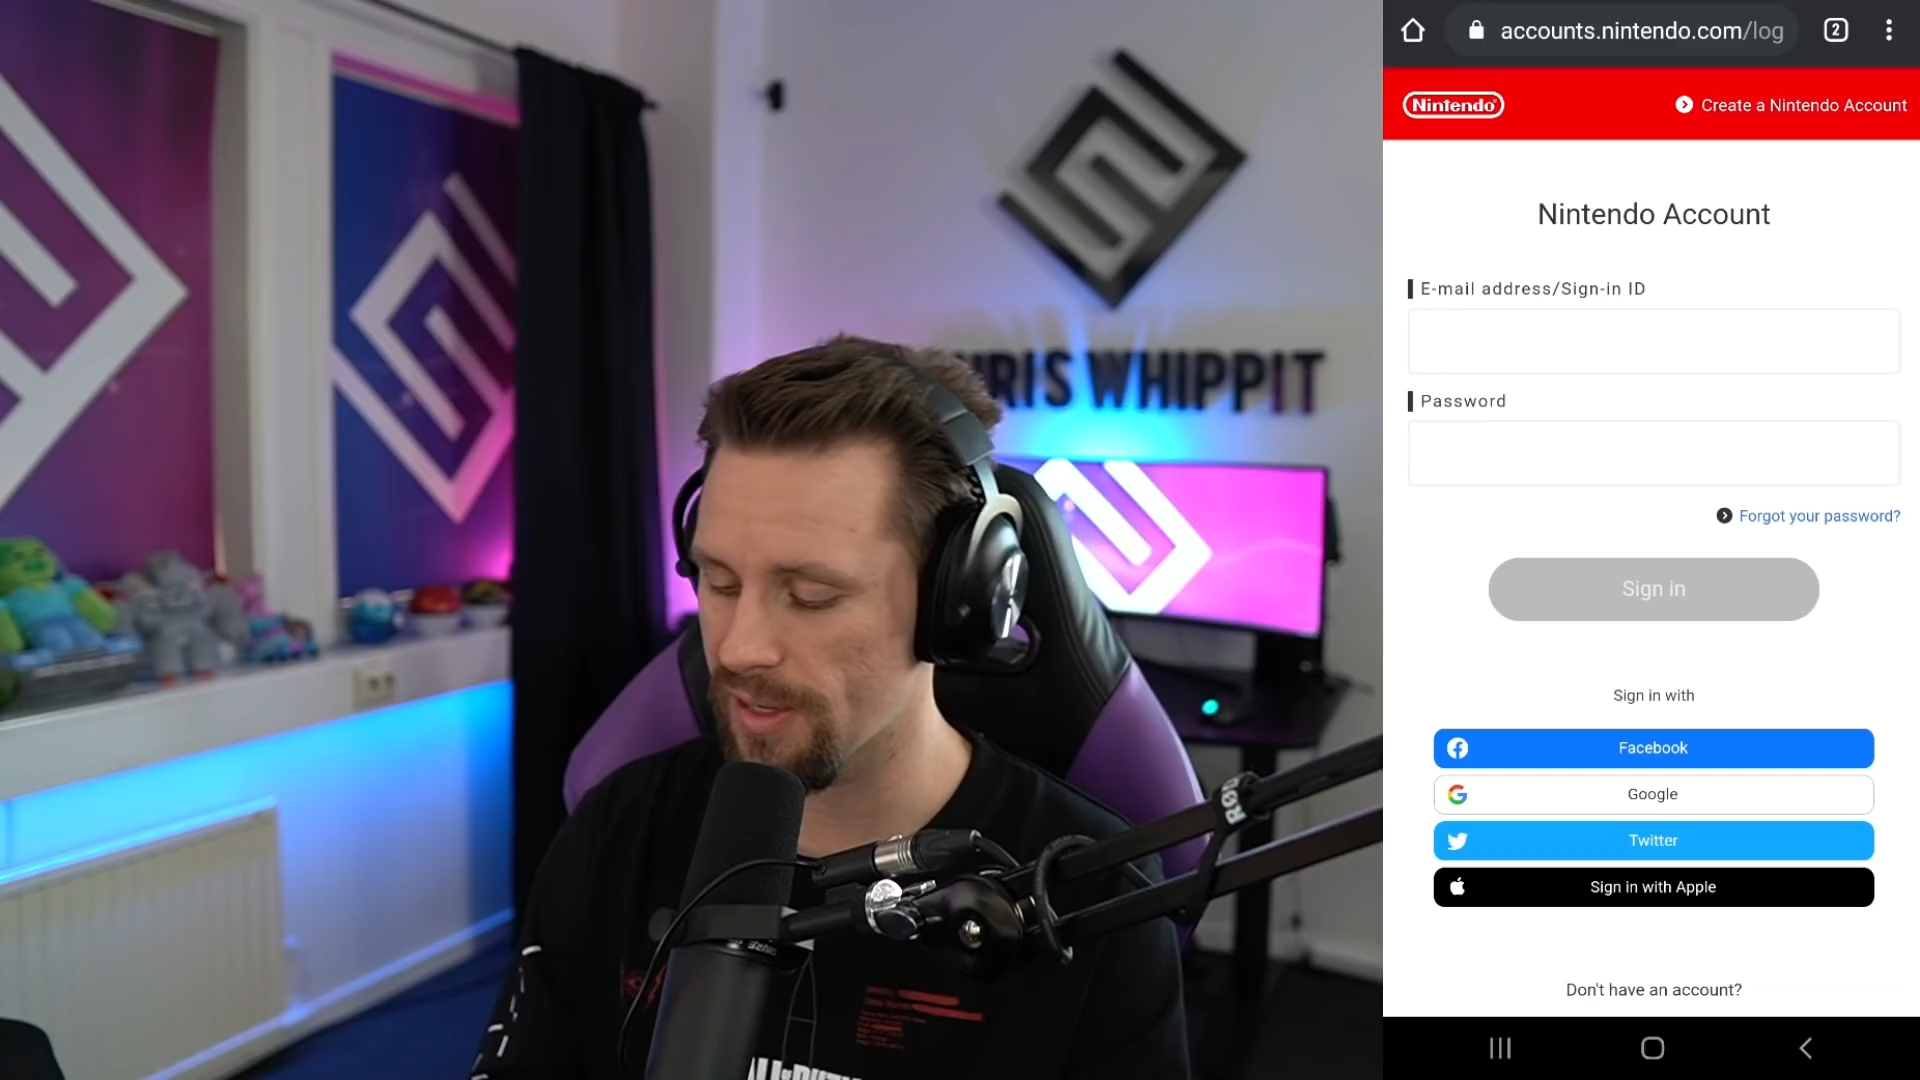 accounts.nintendo.com/log
2
Nintendo
Create a Nintendo Account
Nintendo Account
E-mail address/Sign-in ID
Password
Forgot your password?
Sign in
Sign in with
Facebook
Google
Twitter
Sign in with Apple
Don't have an account?
WHIPPIT